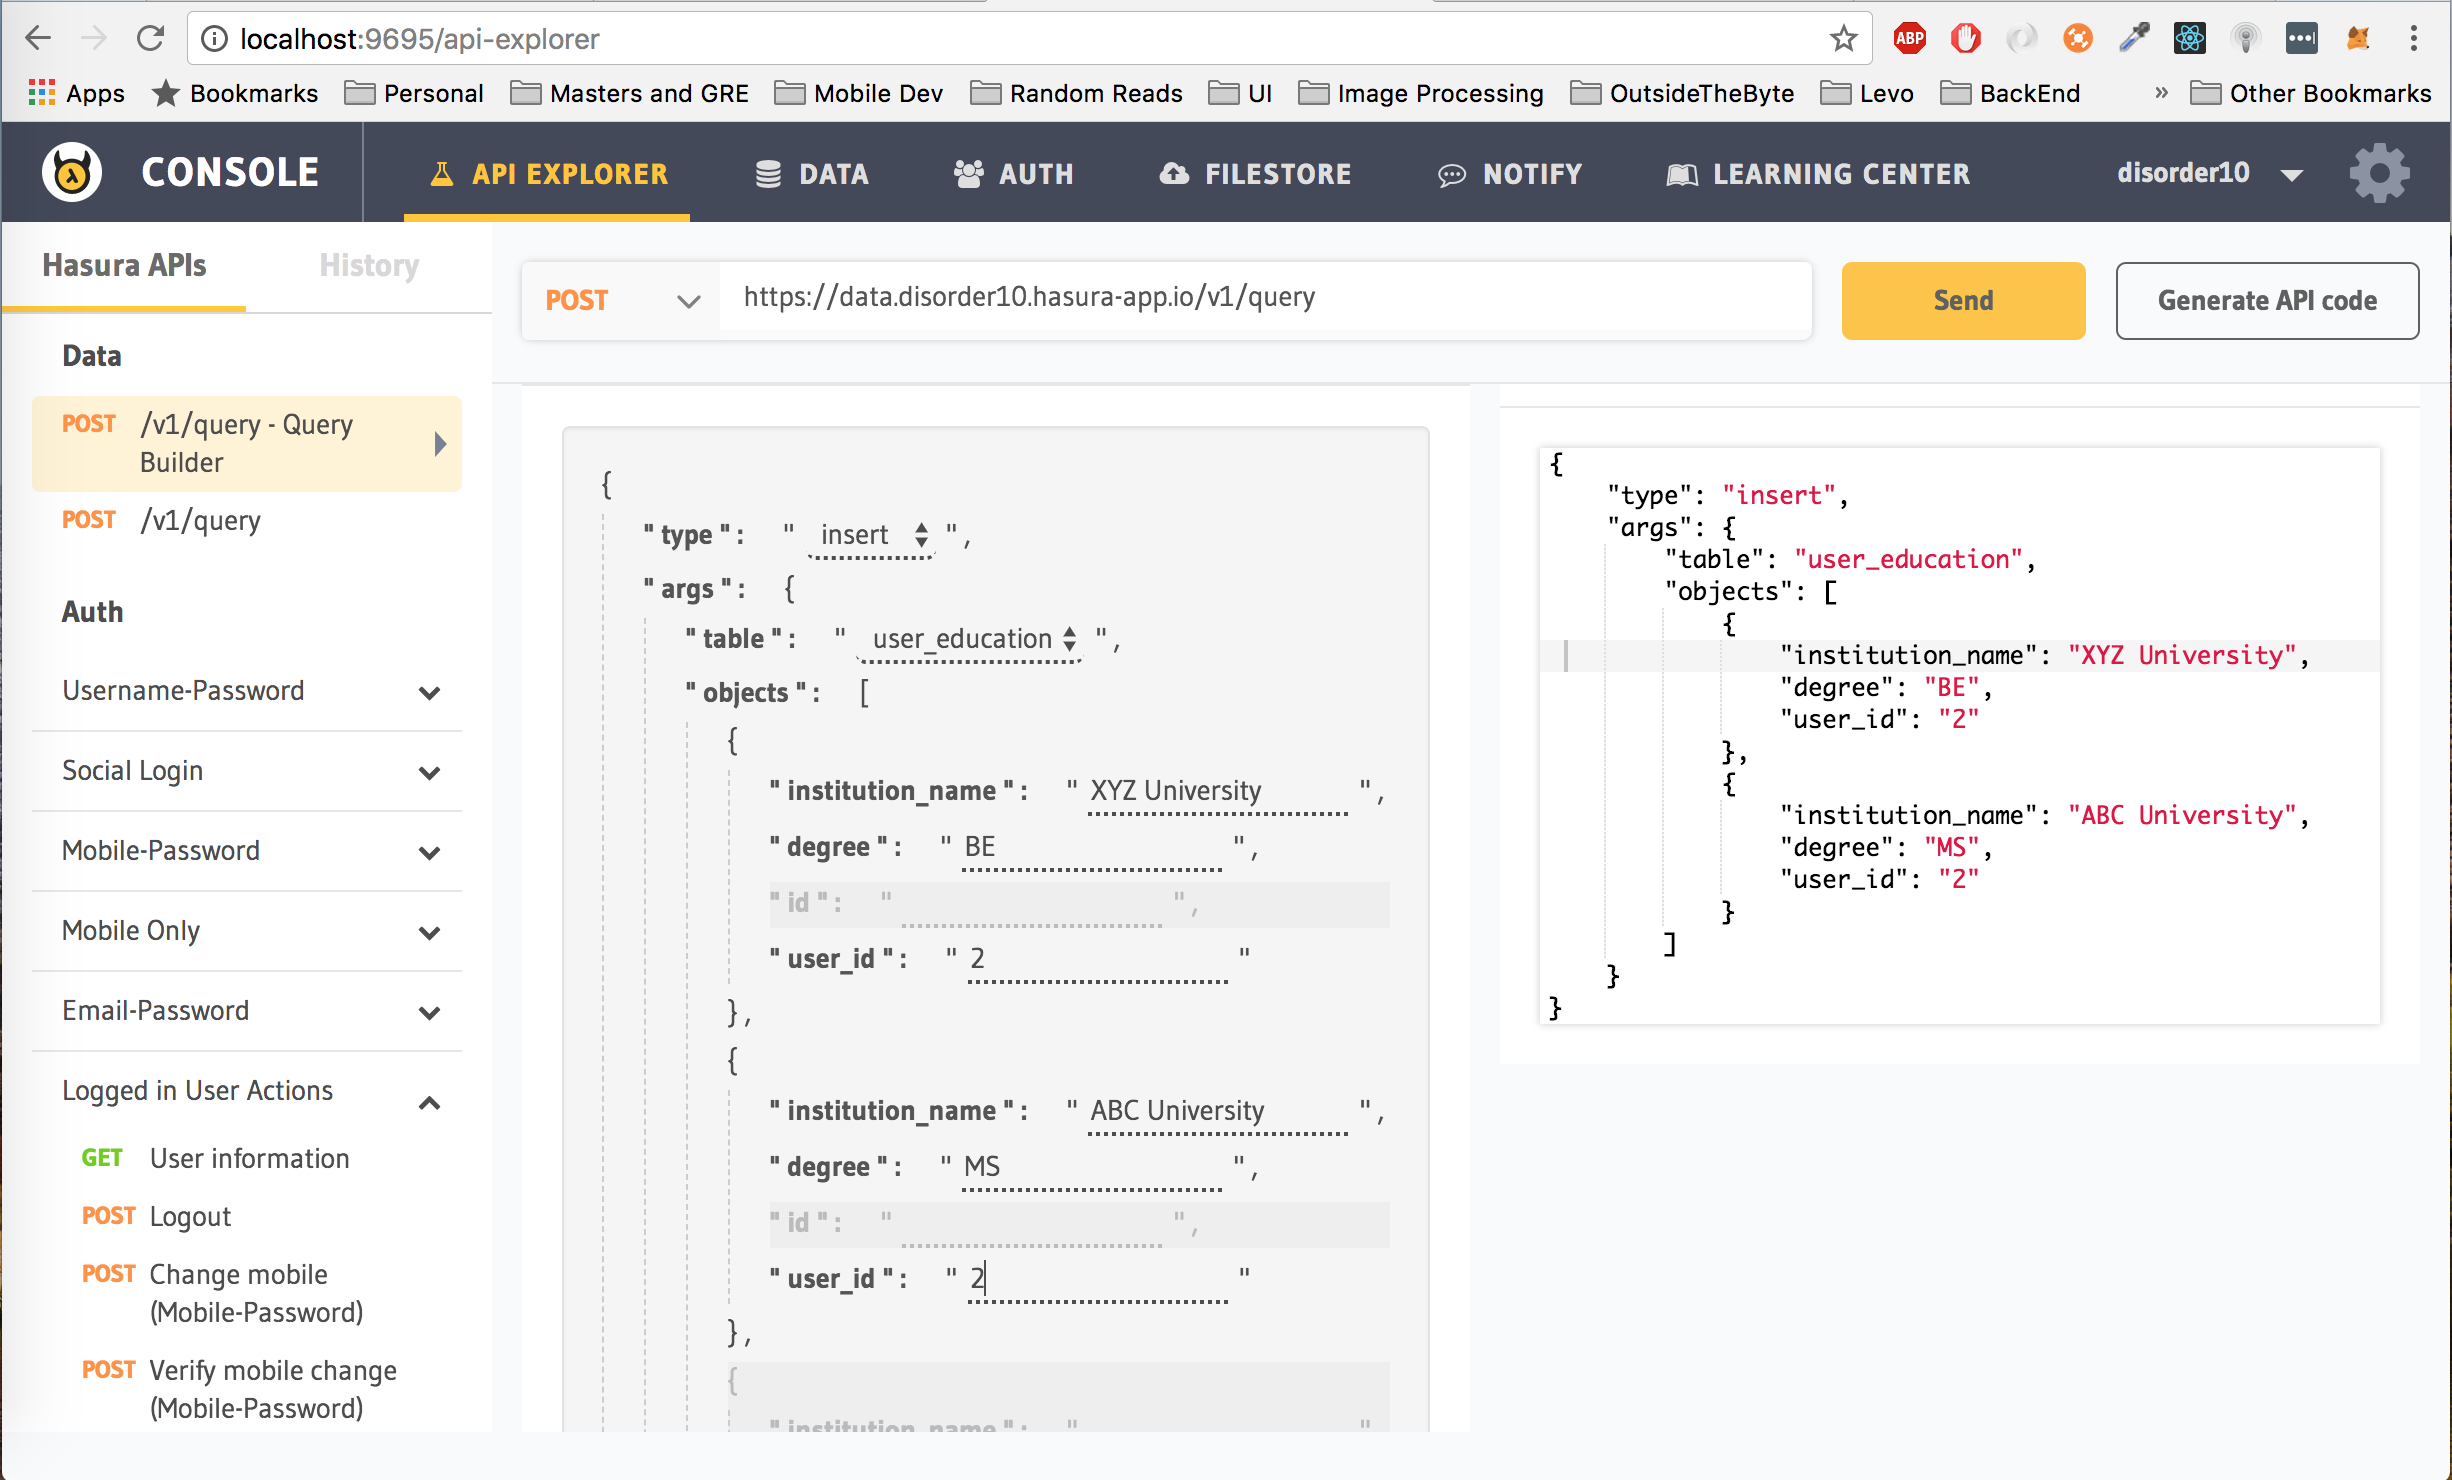 localhost:9695/api-explorer
ABP
Apps Bookmarks Personal Masters and GRE Mobile Dev Random Reads UI Image Processing OutsideTheByte Levo BackEnd » Other Bookmarks
CONSOLE API EXPLORER DATA AUTH FILESTORE NOTIFY LEARNING CENTER disorder10
Hasura APIs History
POST https://data.disorder10.hasura-app.io/v1/query Send Generate API code
Data
POST /v1/query - Query
Builder
POST /v1/query
Auth
Username-Password
Social Login
Mobile-Password
Mobile Only
Email-Password
Logged in User Actions
GET User information
POST Logout
POST Change mobile
(Mobile-Password)
POST Verify mobile change
(Mobile-Password)
{
" type " : " insert " ,
" args " : {
" table " : " user_education " ,
" objects " : [
{
" institution_name " : " XYZ University " ,
" degree " : " BE " ,
" id " : " " ,
" user_id " : " 2 "
} ,
{
" institution_name " : " ABC University " ,
" degree " : " MS " ,
" id " : " " ,
" user_id " : " 2 "
} ,
{
" institution_name " : " "
{
"type": "insert",
"args": {
"table": "user_education",
"objects": [
{
"institution_name": "XYZ University",
"degree": "BE",
"user_id": "2"
},
{
"institution_name": "ABC University",
"degree": "MS",
"user_id": "2"
}
]
}
}